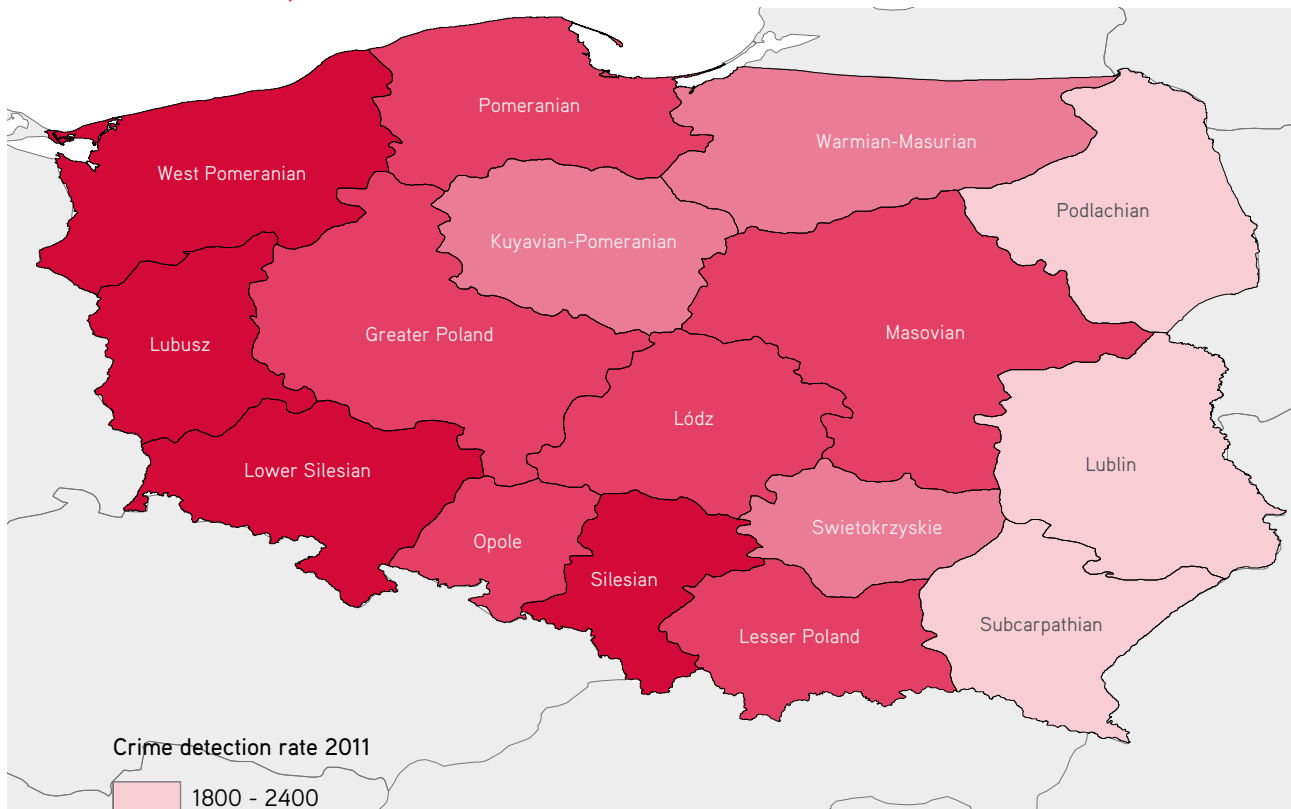 Pomeranian
Warmian-Masurian
West Pomeranian
Podlachian
Kuyavian-Pomeranian
Greater Poland
Masovian
Lubusz
Lódz
Lower Silesian
Lublin
Swietokrzyskie
Opole
Silesian
Subcarpathian
Lesser Poland
Crime detection rate 2011
1800 - 2400